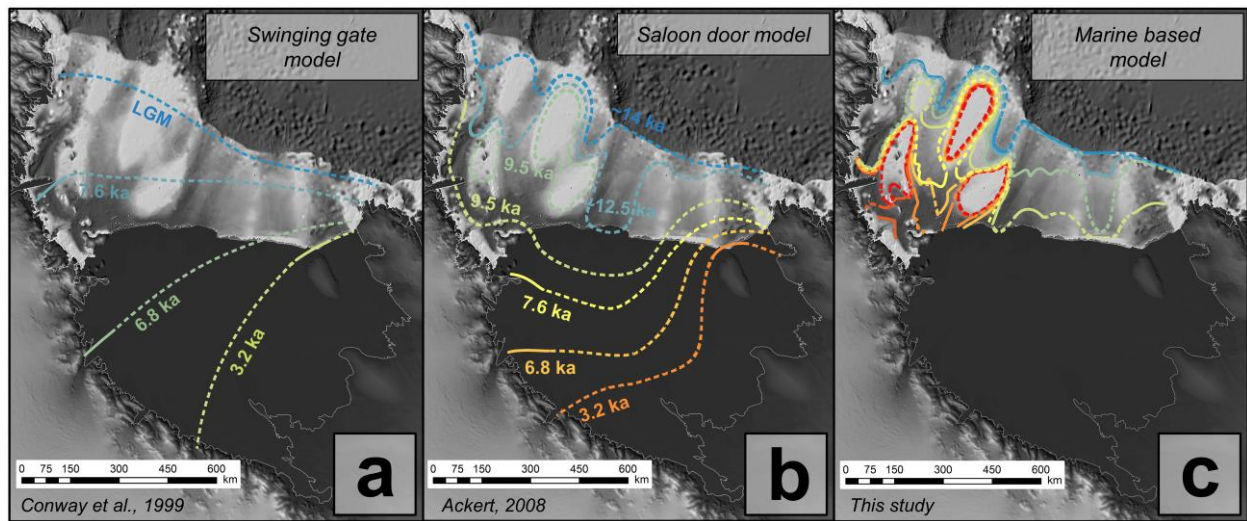 Swinging gate
model
LGM
7.6 ka
6.8 ka
3.2 ka
0 75 150 300 450 600
km
Conway et al., 1999
a
Saloon door model
~14 ka
9.5 ka
9.5 ka
~12.5 ka
7.6 ka
6.8 ka
3.2 ka
0 75 150 300 450 600
km
Ackert, 2008
b
Marine based
model
0 75 150 300 450 600
km
This study
c